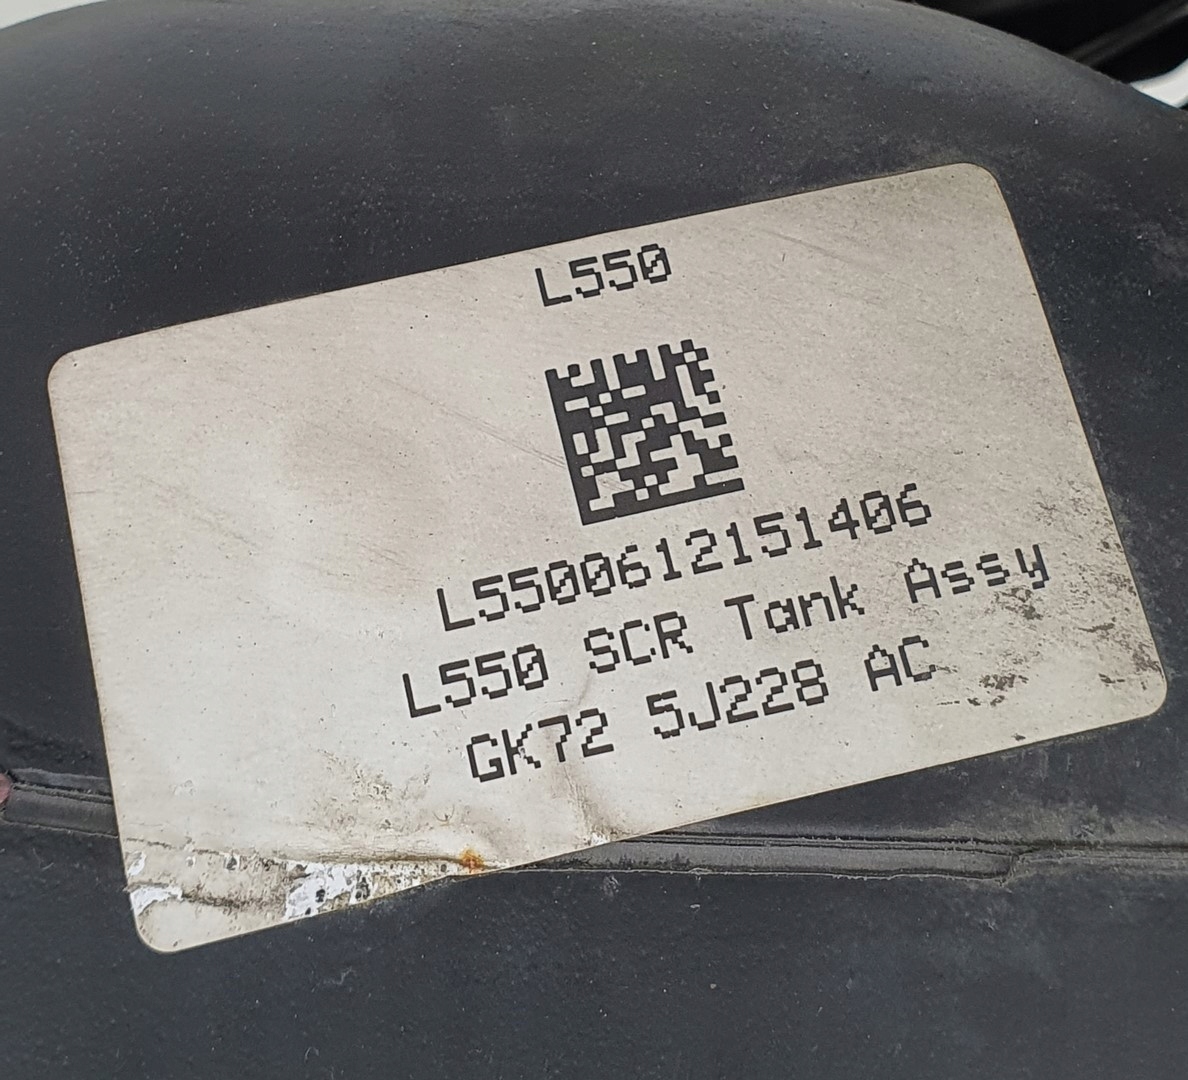 L550
L5500612151406
L550 SCR Tank Assy
GK72 5J228 AC